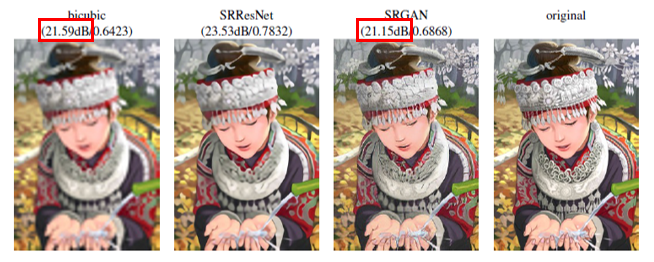 bicubic SRResNet SRGAN original
(21.59dB/0.6423) (23.53dB/0.7832) (21.15dB/0.6868)